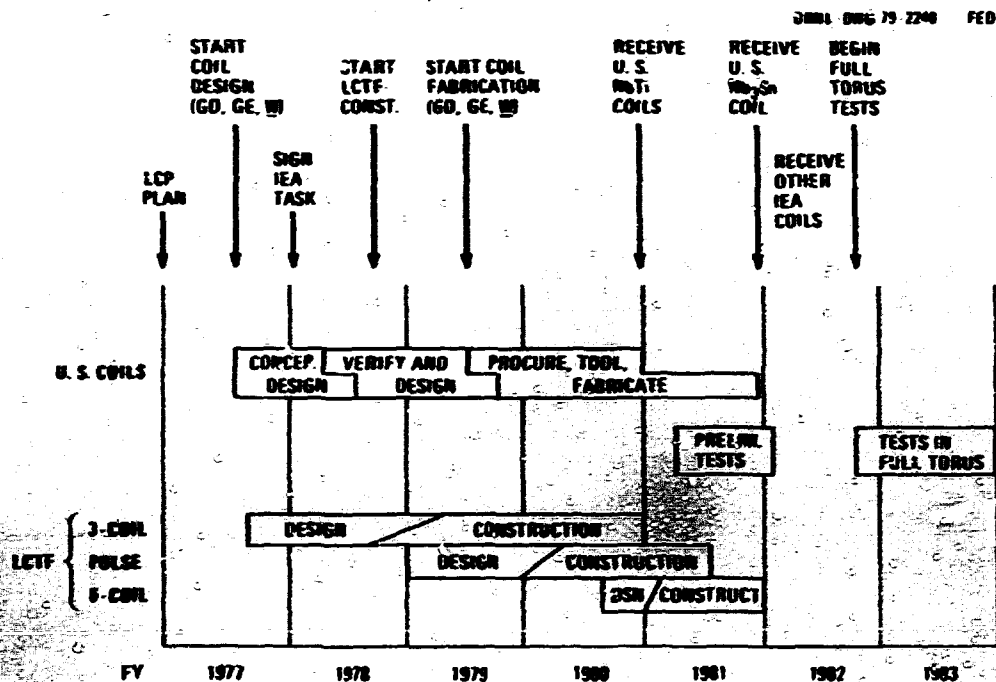 79-2240 FED
START
COIL
DESIGN
(GD, GE, W)
START
LCTF
CONST.
START COIL
FABRICATION
(GD, GE, W)
RECEIVE
U. S.
NbTi
COILS
RECEIVE
U. S.
Nb₃Sn
COIL
BEGIN
FULL
TORUS
TESTS
LCP
PLAN
SIGN
IEA
TASK
RECEIVE
OTHER
IEA
COILS
U. S. COILS
CONCEP.
DESIGN
VERIFY AND
DESIGN
PROCURE, TOOL,
FABRICATE
PRELIM.
TESTS
TESTS IN
FULL TORUS
LCTF
3-COIL
DESIGN
CONSTRUCTION
PULSE
DESIGN
CONSTRUCTION
6-COIL
DSN
CONSTRUCT
FY 1977 1978 1979 1980 1981 1982 1983